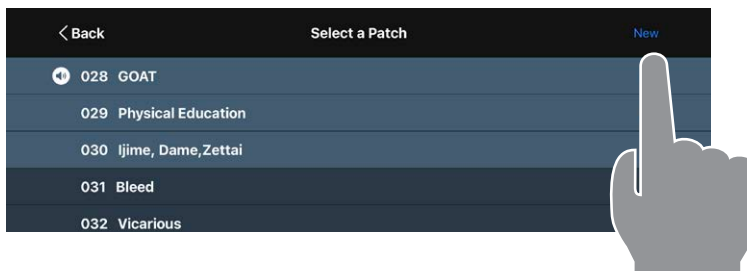 Back Select a Patch New
028 GOAT
029 Physical Education
030 Ijime, Dame,Zettai
031 Bleed
032 Vicarious